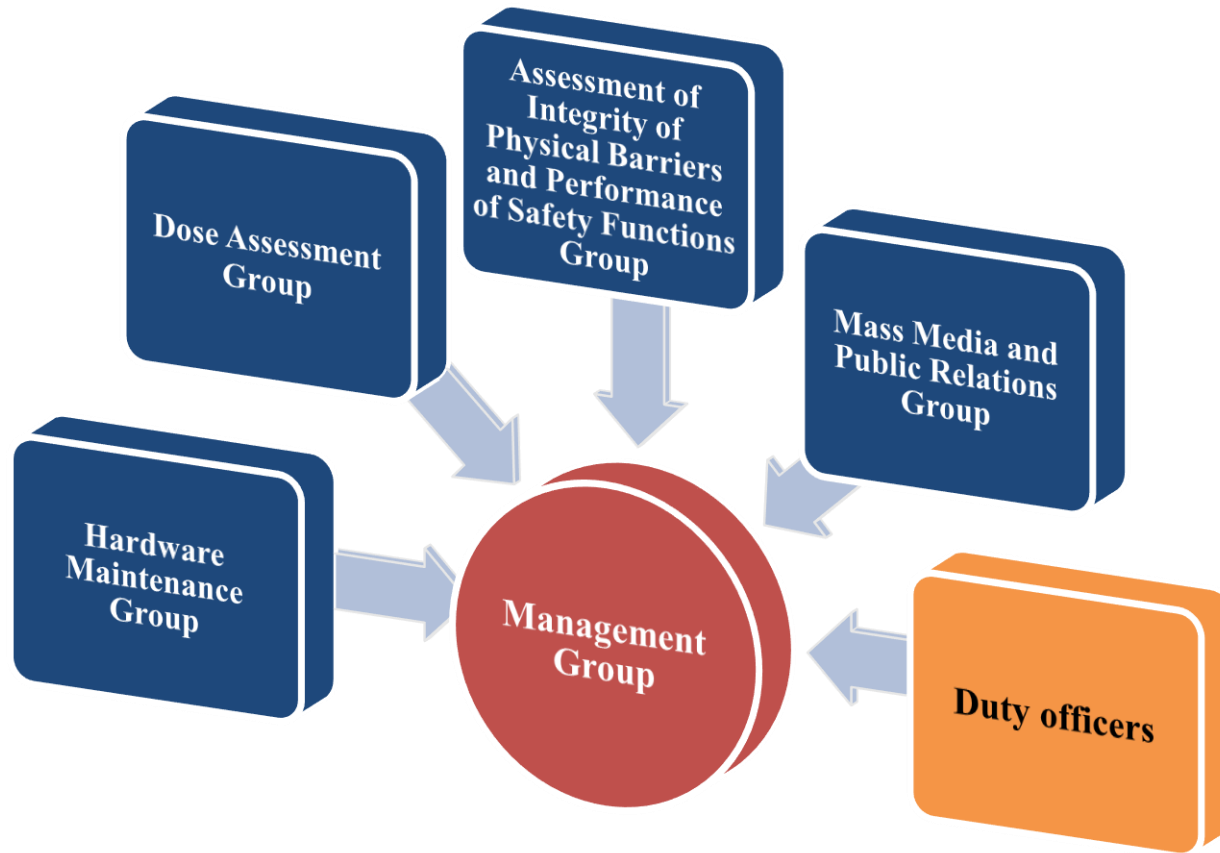 Assessment of
Integrity of
Physical Barriers
and Performance
of Safety Functions
Group
Dose Assessment
Group
Mass Media and
Public Relations
Group
Hardware
Maintenance
Group
Management
Group
Duty officers